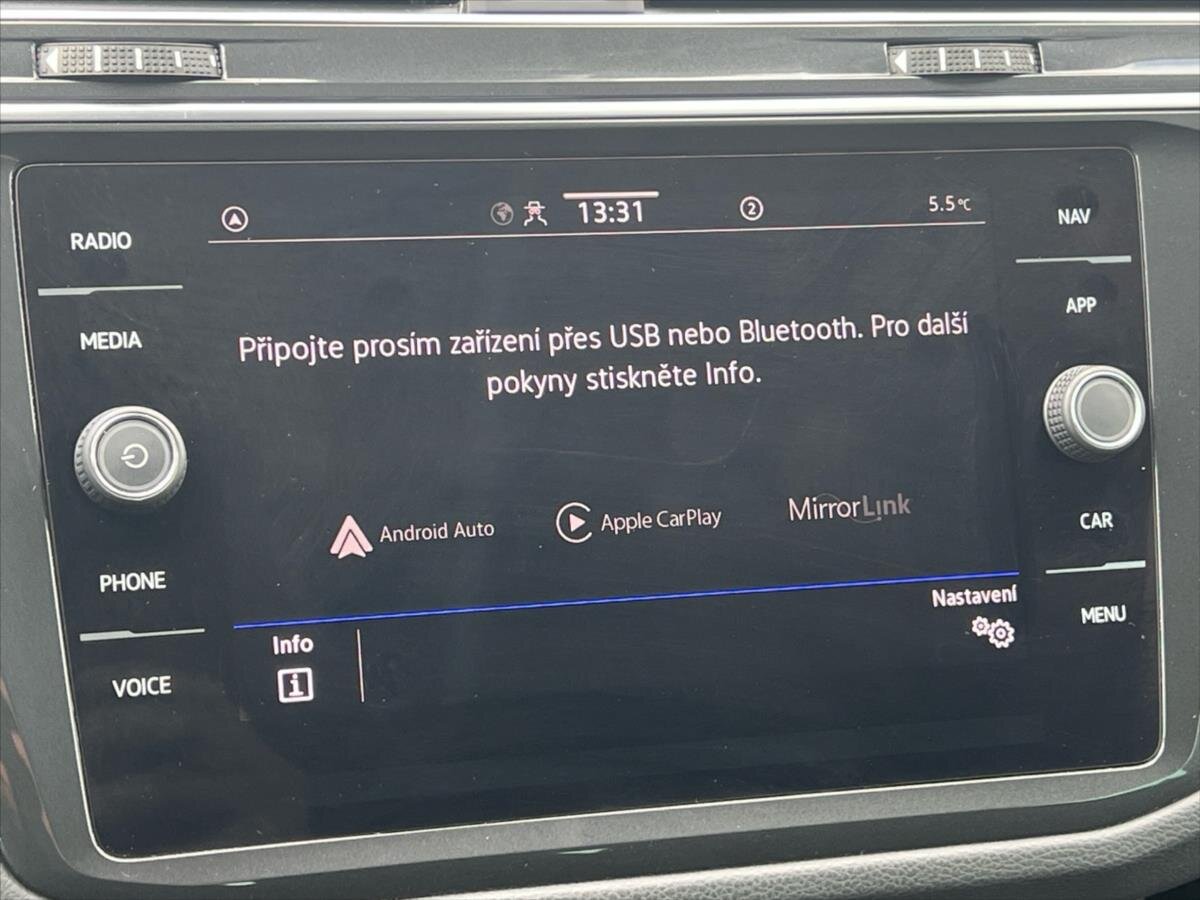 13:31
2
5.5°C
RADIO
NAV
MEDIA
APP
Připojte prosím zařízení přes USB nebo Bluetooth. Pro další
pokyny stiskněte Info.
Android Auto
Apple CarPlay
MirrorLink
PHONE
CAR
VOICE
MENU
Info
i
Nastavení